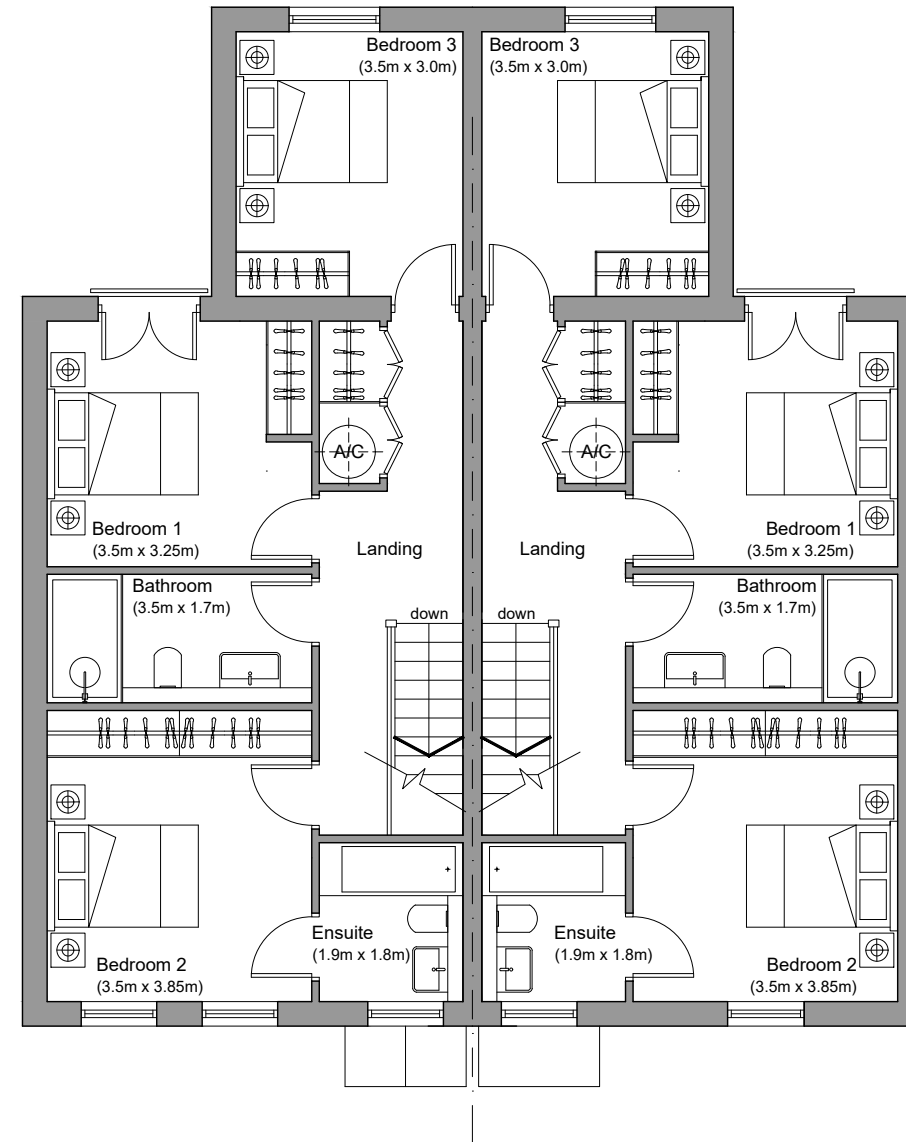 Bedroom 3
(3.5m x 3.0m)
Bedroom 3
(3.5m x 3.0m)
A/C
A/C
Bedroom 1
(3.5m x 3.25m)
Landing
Landing
Bedroom 1
(3.5m x 3.25m)
Bathroom
(3.5m x 1.7m)
down
down
Bathroom
(3.5m x 1.7m)
Ensuite
(1.9m x 1.8m)
Ensuite
(1.9m x 1.8m)
Bedroom 2
(3.5m x 3.85m)
Bedroom 2
(3.5m x 3.85m)